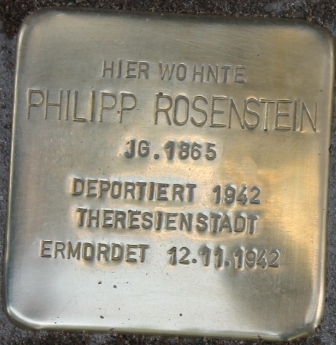 HIER WOHNTE
PHILIPP ROSENSTEIN
JG. 1865
DEPORTIERT 1942
THERESIENSTADT
ERMORDET 12.11.1942